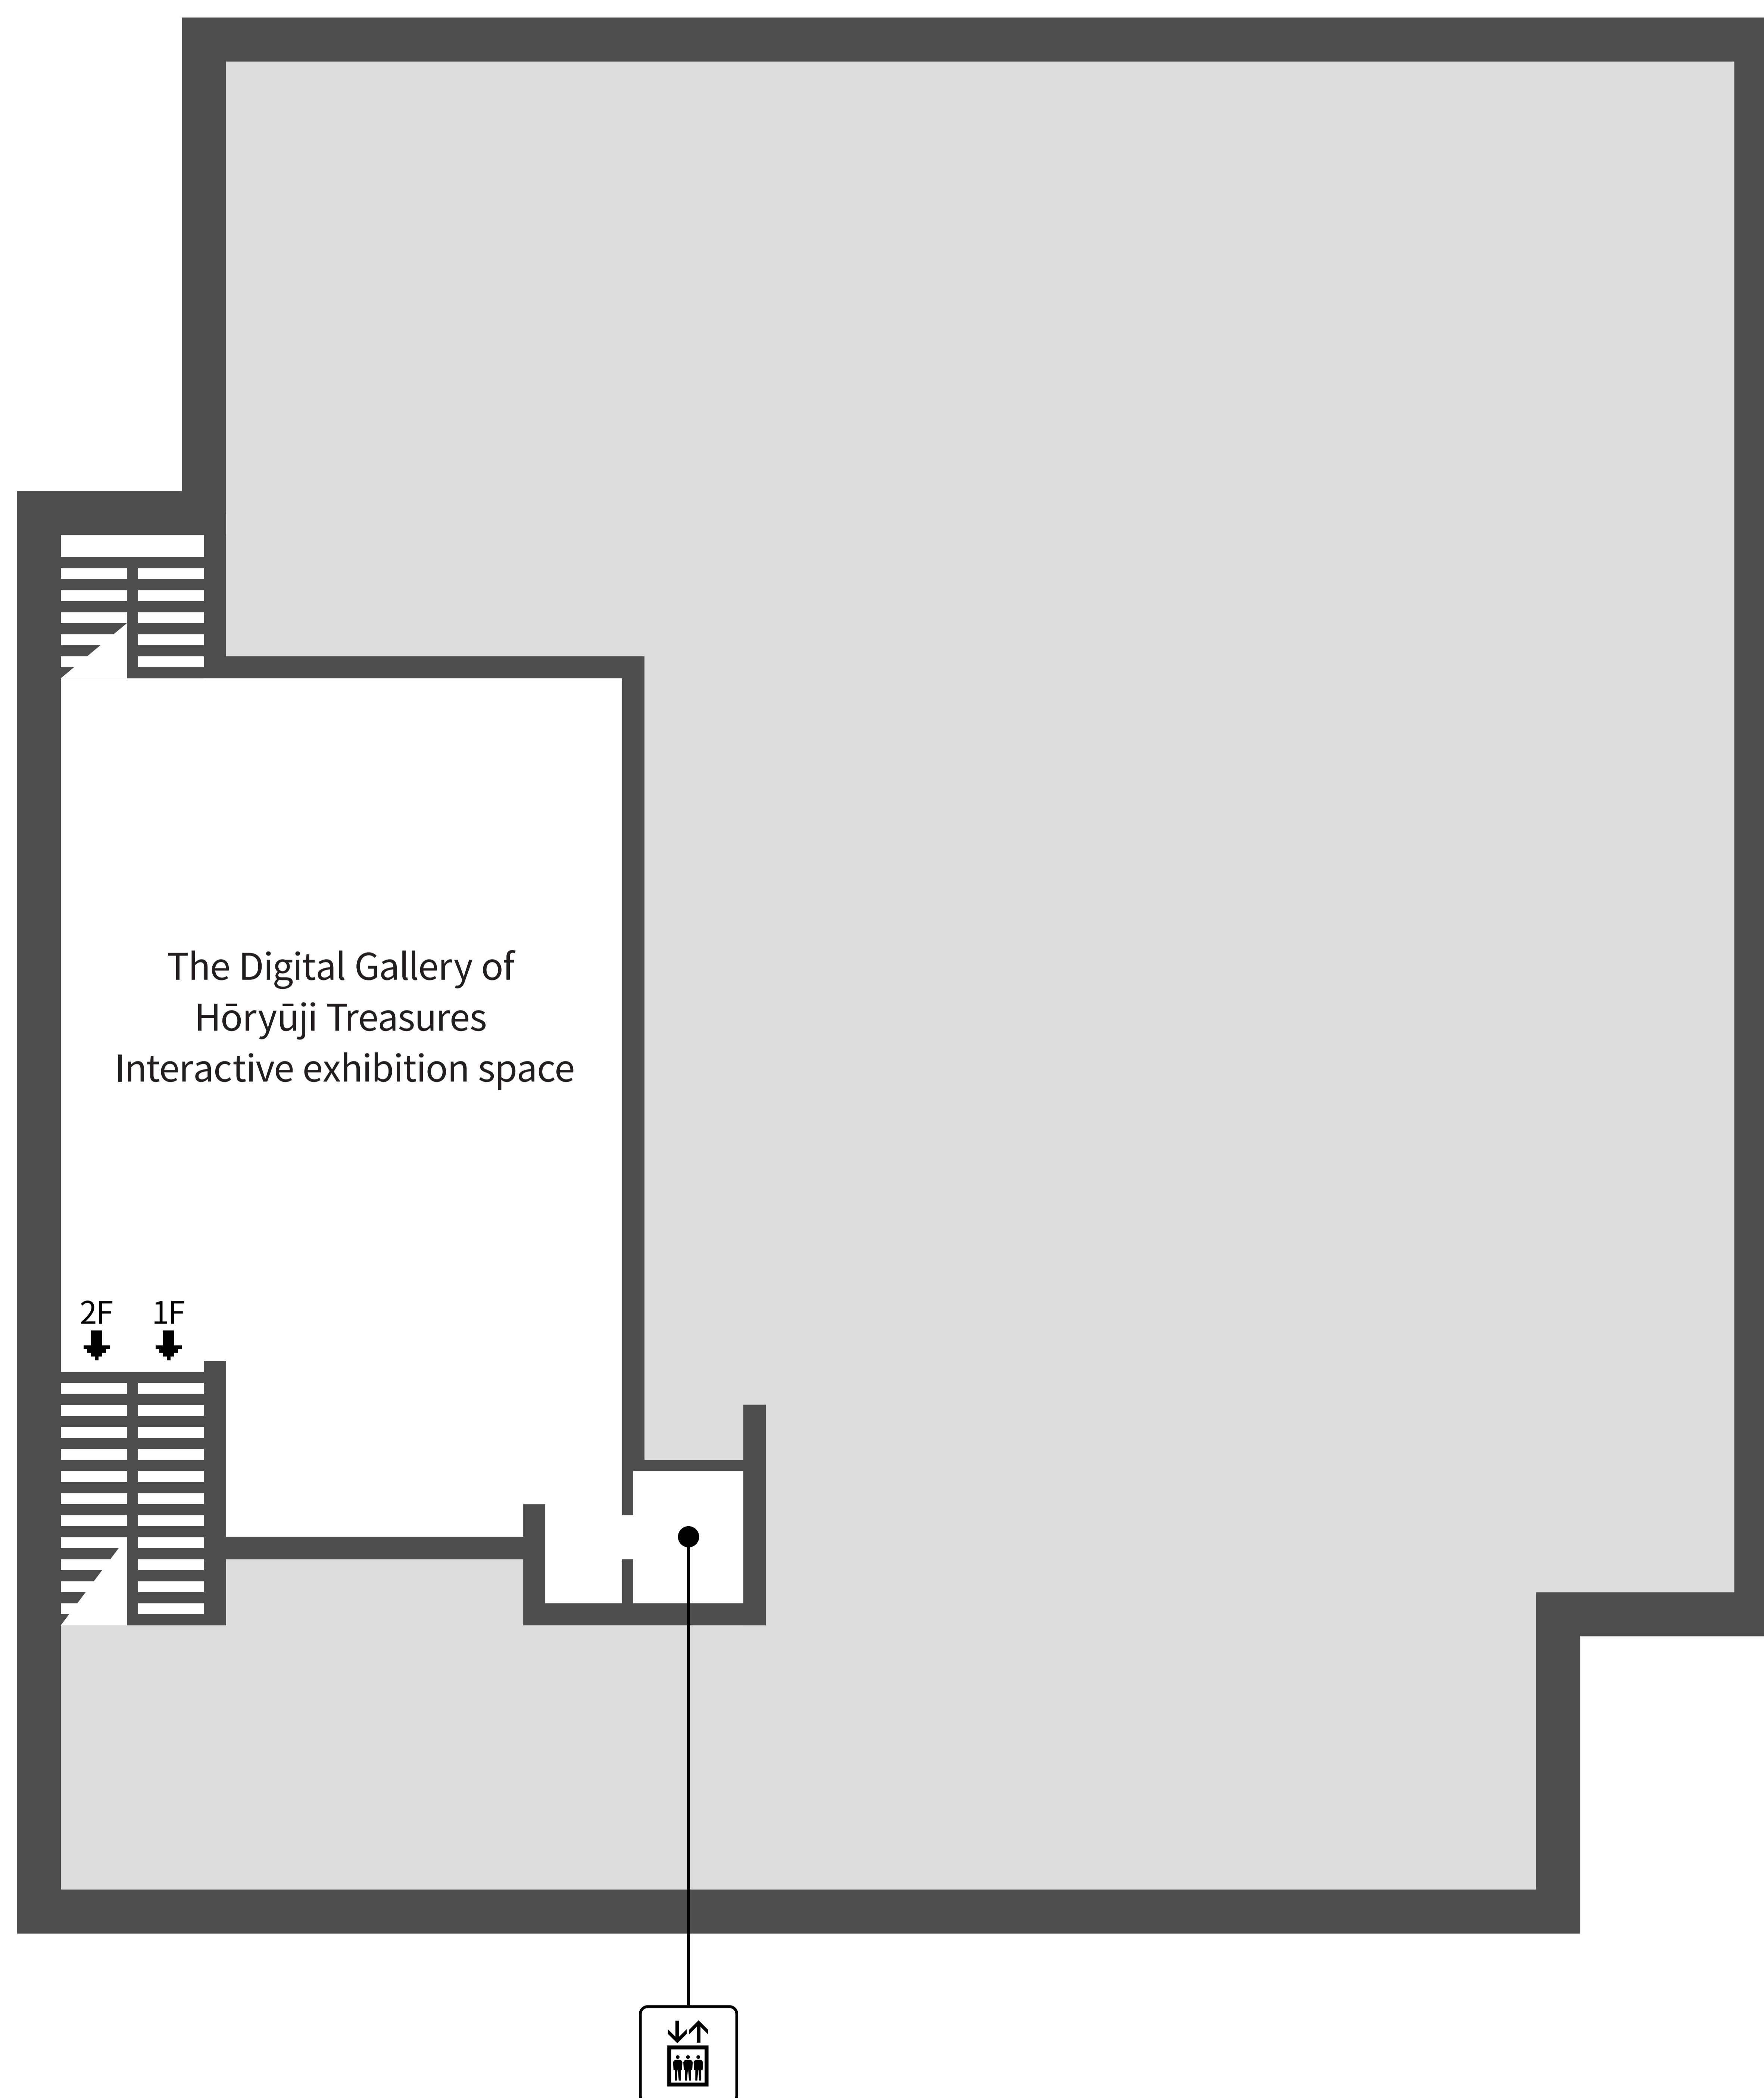 The Digital Gallery of
Hōryūji Treasures
Interactive exhibition space
2F 1F